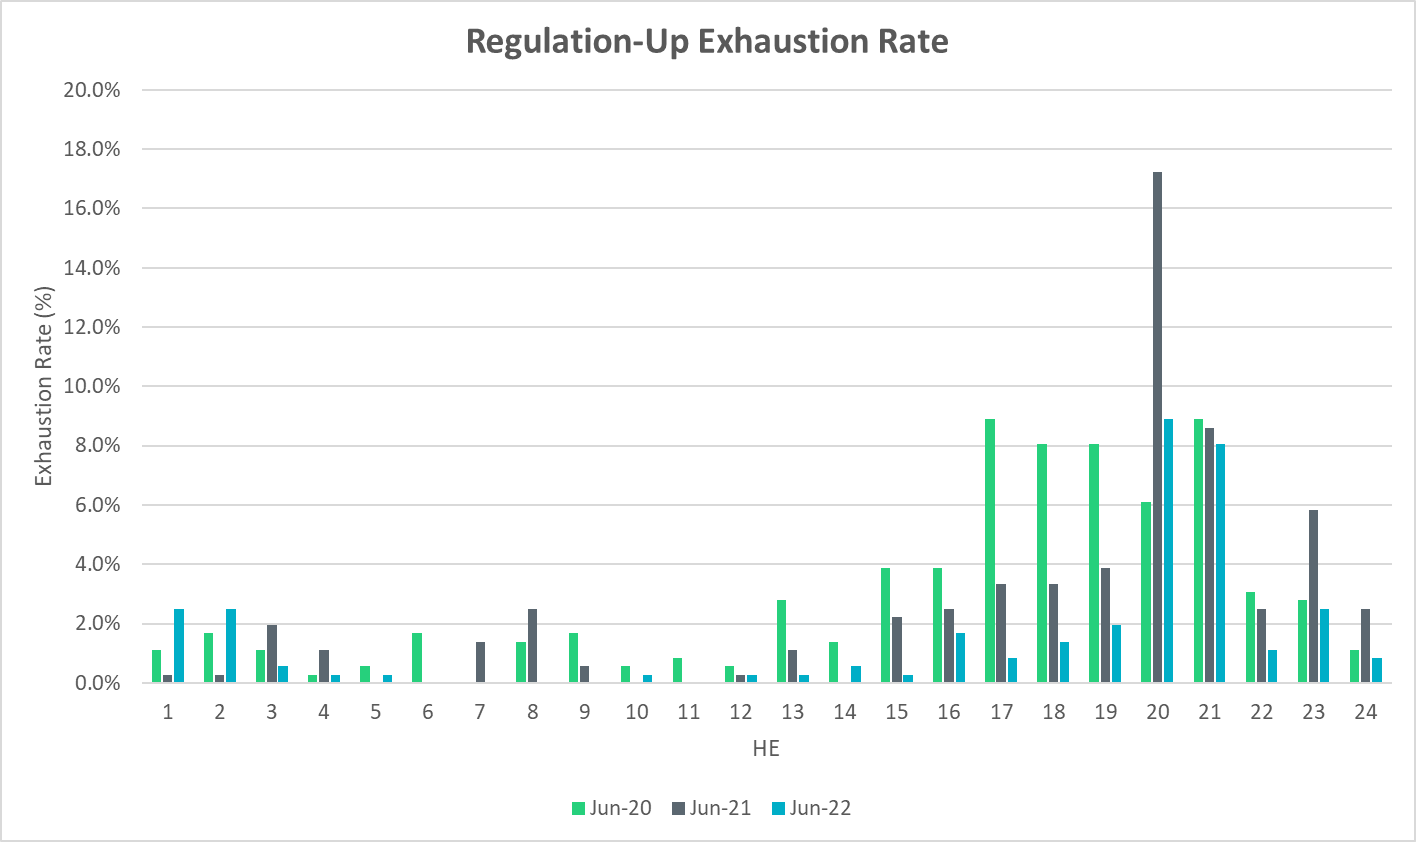 Regulation-Up Exhaustion Rate
20.0%
18.0%
16.0%
14.0%
12.0%
10.0%
8.0%
6.0%
4.0%
2.0%
0.0%
Exhaustion Rate (%)
1 2 3 4 5 6 7 8 9 10 11 12 13 14 15 16 17 18 19 20 21 22 23 24
HE
Jun-20 Jun-21 Jun-22